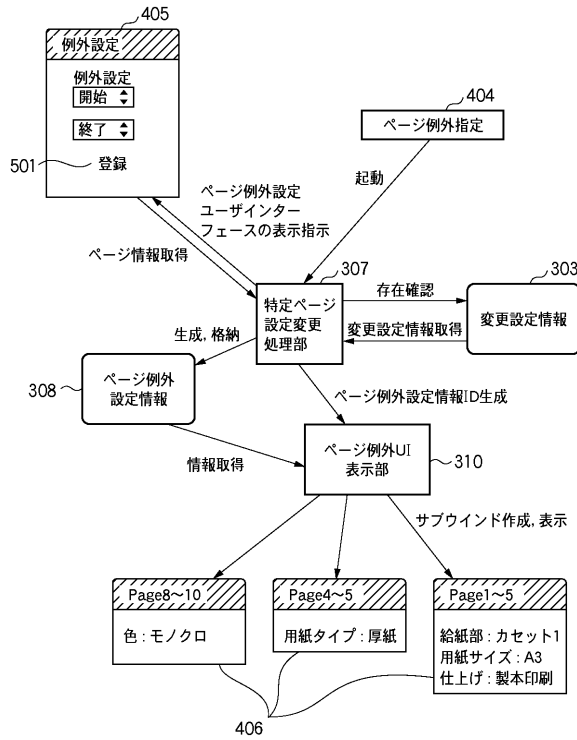 405
例外設定
例外設定
開始
終了
501
登録
404
ページ例外指定
起動
ページ例外設定
ユーザインター
フェースの表示指示
ページ情報取得
307
特定ページ
設定変更
処理部
存在確認
変更設定情報取得
303
変更設定情報
生成,格納
308
ページ例外
設定情報
ページ例外設定情報ID生成
情報取得
ページ例外UI
表示部
310
サブウインド作成,表示
Page8~10
色:モノクロ
Page4~5
用紙タイプ:厚紙
Page1~5
給紙部:カセット1
用紙サイズ:A3
仕上げ:製本印刷
406